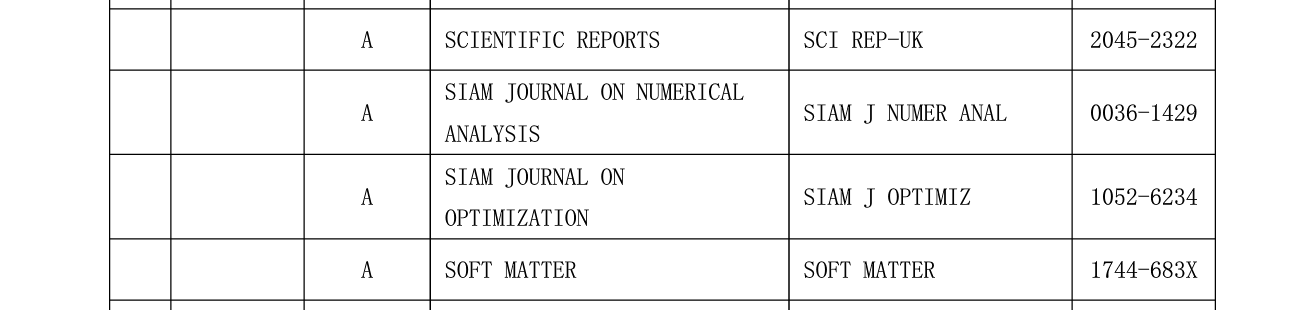 A SCIENTIFIC REPORTS SCI REP-UK 2045-2322
A SIAM JOURNAL ON NUMERICAL ANALYSIS SIAM J NUMER ANAL 0036-1429
A SIAM JOURNAL ON OPTIMIZATION SIAM J OPTIMIZ 1052-6234
A SOFT MATTER SOFT MATTER 1744-683X